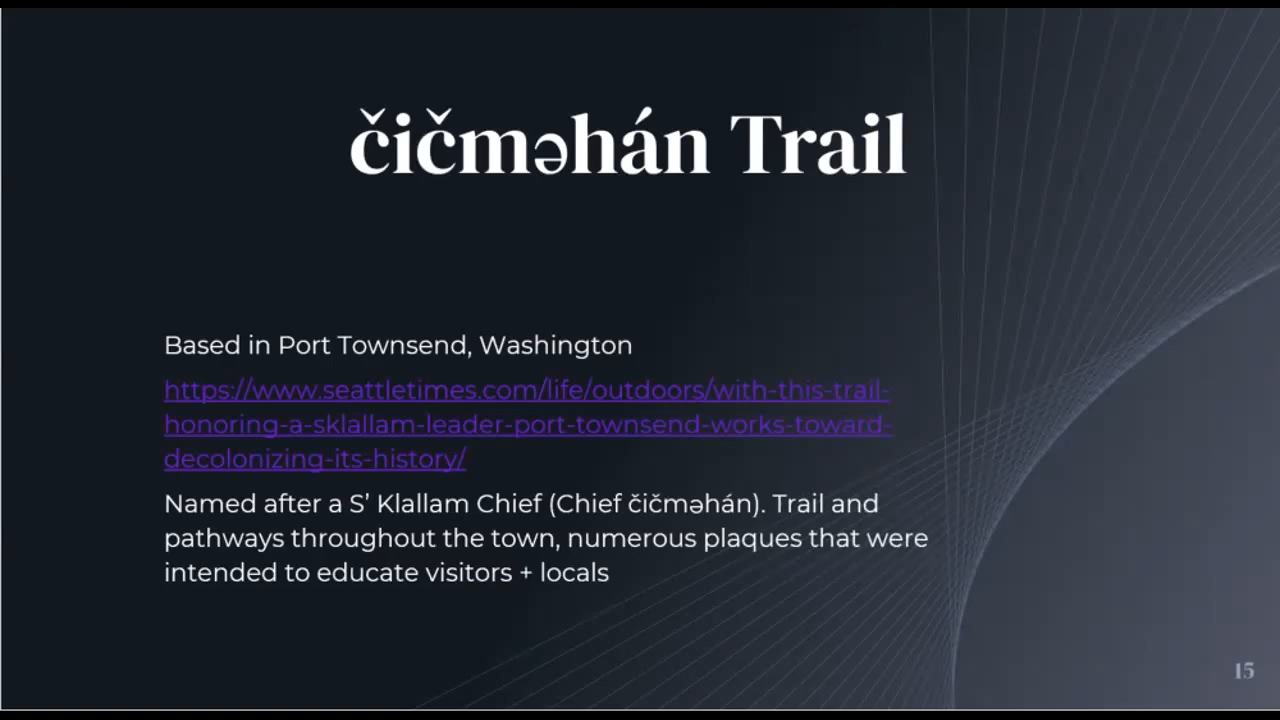 čičməhán Trail
Based in Port Townsend, Washington
https://www.seattletimes.com/life/outdoors/with-this-trail-
honoring-a-sklallam-leader-port-townsend-works-toward-
decolonizing-its-history/
Named after a S’ Klallam Chief (Chief čičməhán). Trail and
pathways throughout the town, numerous plaques that were
intended to educate visitors + locals
15